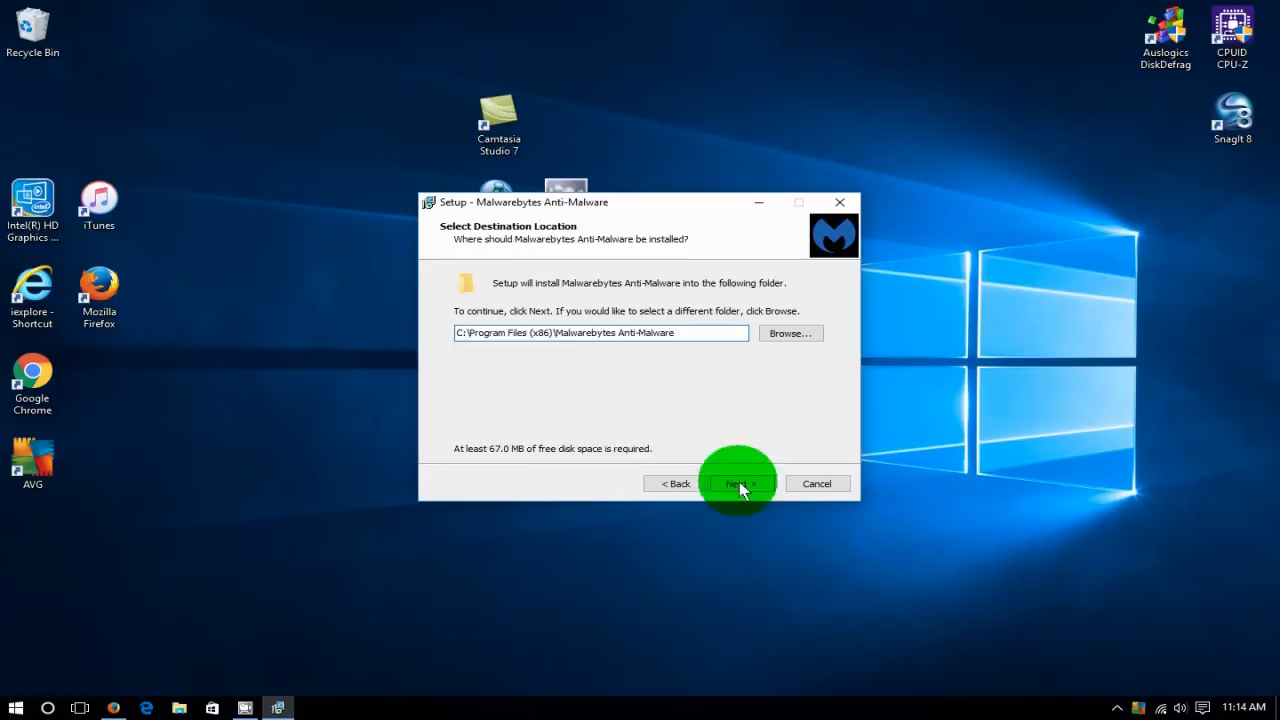 Recycle Bin
Auslogics
DiskDefrag
CPUID
CPU-Z
Camtasia
Studio 7
SnagIt 8
Intel(R) HD
Graphics ...
iTunes
iexplore -
Shortcut
Mozilla
Firefox
Google
Chrome
AVG
Setup - Malwarebytes Anti-Malware
Select Destination Location
Where should Malwarebytes Anti-Malware be installed?
Setup will install Malwarebytes Anti-Malware into the following folder.
To continue, click Next. If you would like to select a different folder, click Browse.
C:\Program Files (x86)\Malwarebytes Anti-Malware
Browse...
At least 67.0 MB of free disk space is required.
< Back
Next >
Cancel
11:14 AM